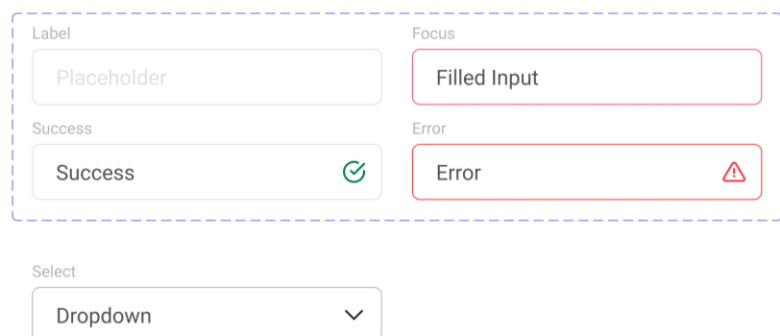 Label
Focus
Placeholder
Filled Input
Success
Error
Success
Error
Select
Dropdown